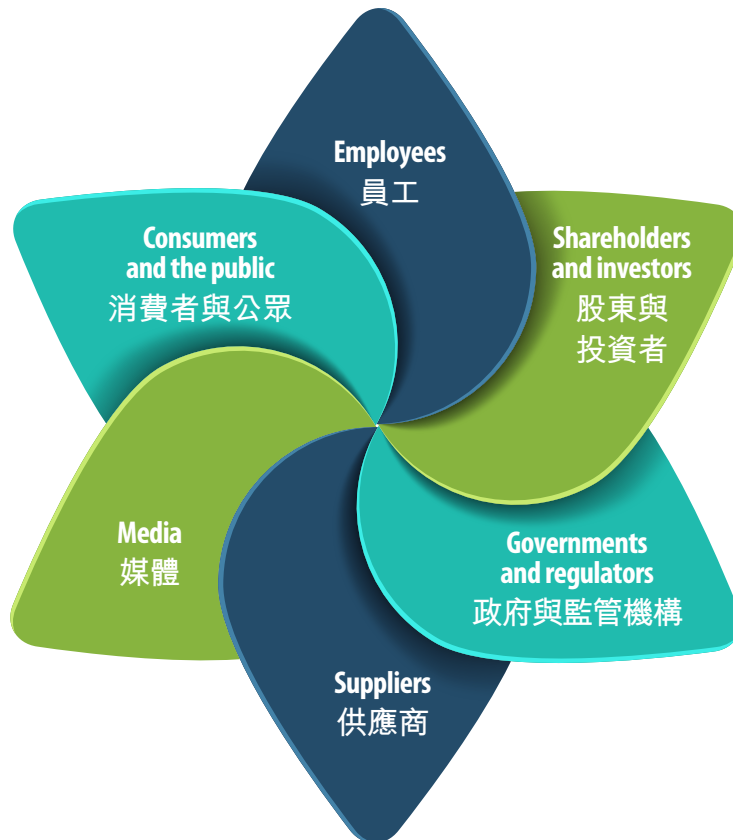 Employees
員工
Shareholders
and investors
股東與
投資者
Governments
and regulators
政府與監管機構
Suppliers
供應商
Media
媒體
Consumers
and the public
消費者與公眾